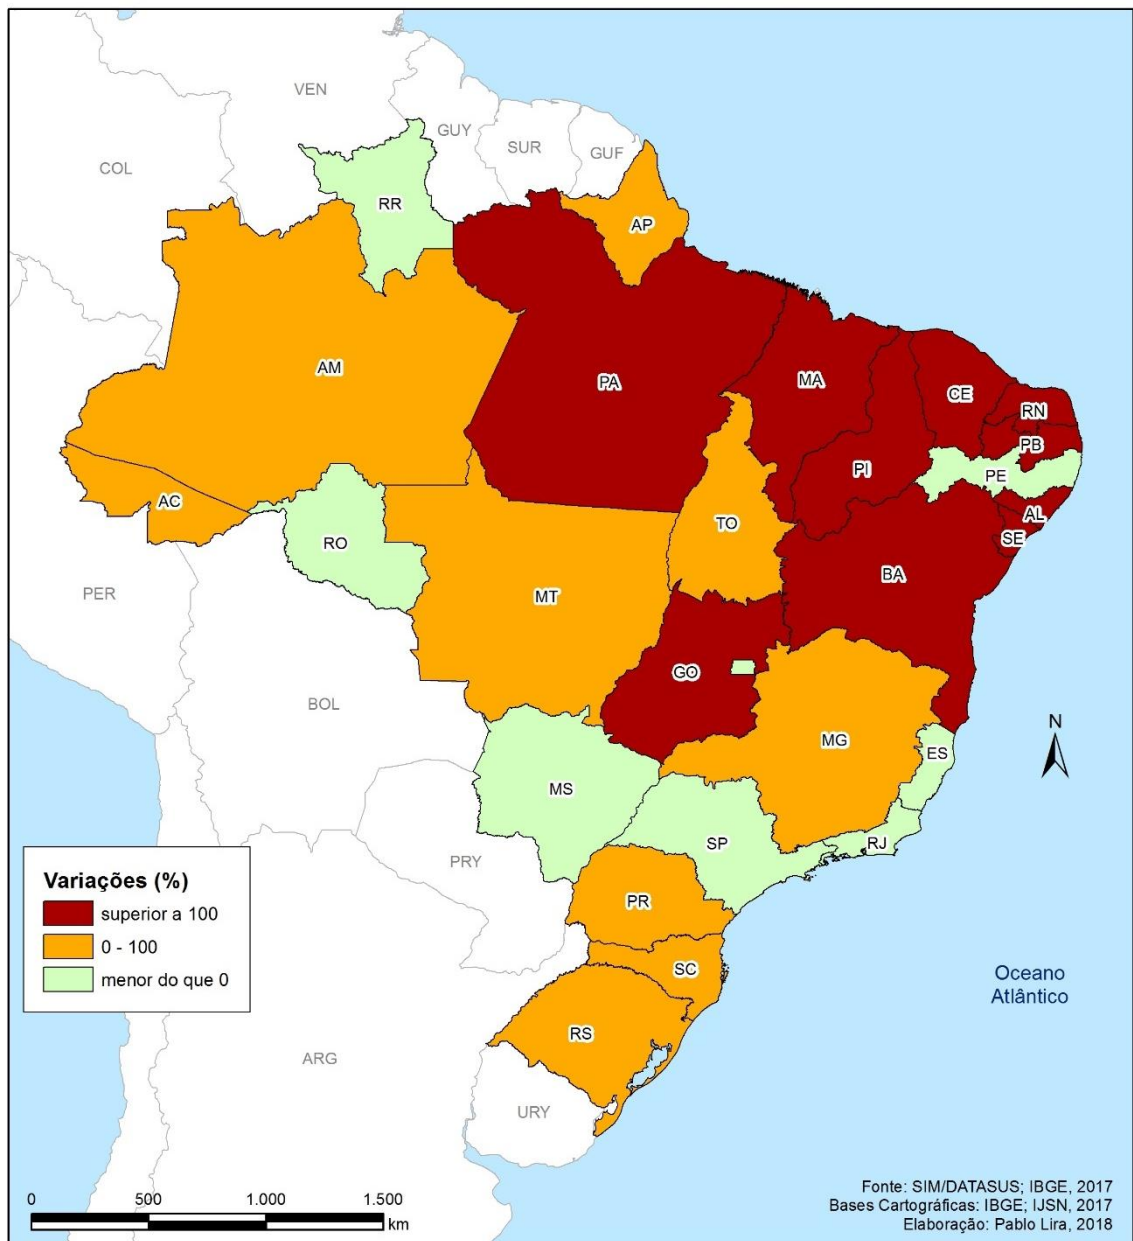 VEN
GUY
SUR
GUF
COL
RR
AP
AM
PA
MA
CE
RN
PB
PI
PE
AC
TO
AL
SE
RO
BA
PER
MT
GO
BOL
MG
ES
MS
SP
RJ
N
PRY
Variações (%)
superior a 100
0 - 100
menor do que 0
PR
SC
RS
Oceano
Atlântico
ARG
URY
0 500 1.000 1.500
km
Fonte: SIM/DATASUS; IBGE, 2017
Bases Cartográficas: IBGE; IJSN, 2017
Elaboração: Pablo Lira, 2018